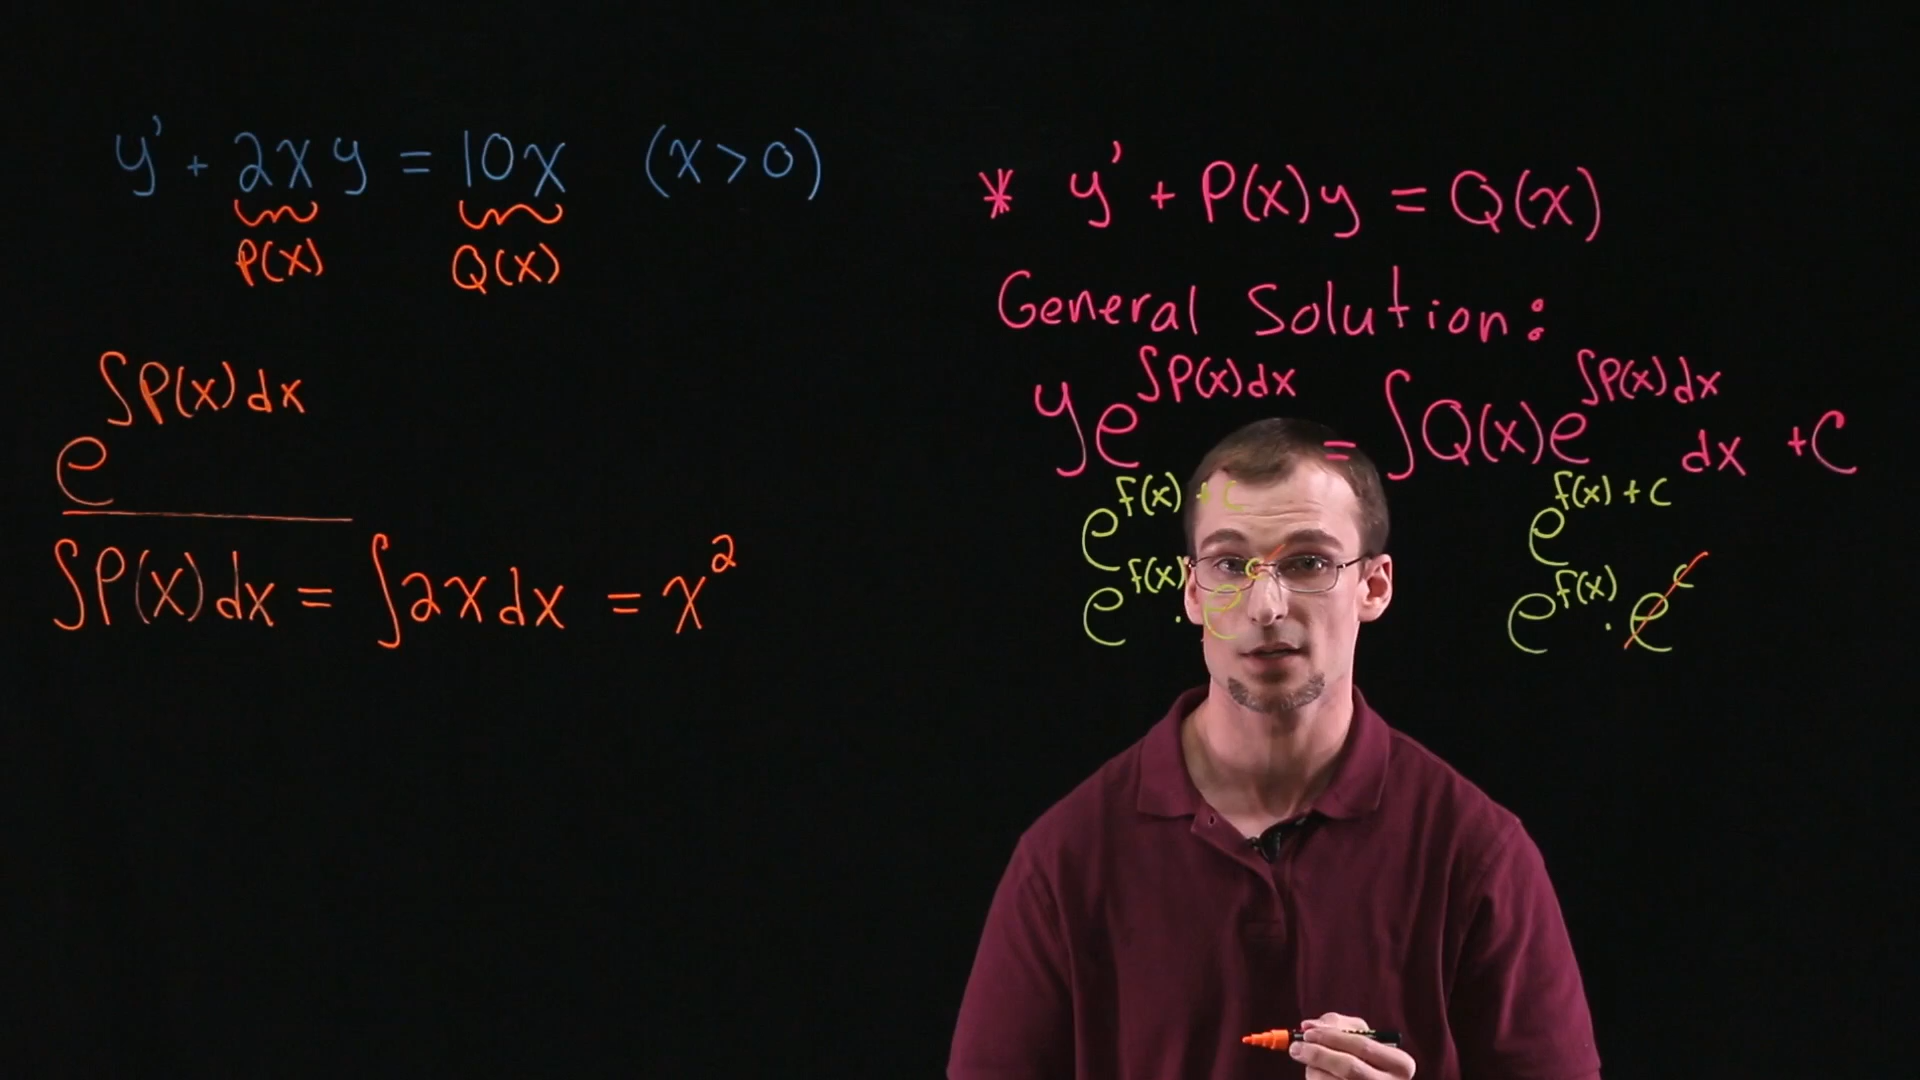 y' + 2xy = 10x (x>0)
P(x) Q(x)
e^∫P(x)dx
∫P(x)dx = ∫2xdx = x²
* y' + P(x)y = Q(x)
General Solution:
ye^∫P(x)dx = ∫Q(x)e^∫P(x)dx dx + C
e^f(x)+c e^f(x)+c
e^f(x) · e^c e^f(x) · e^c